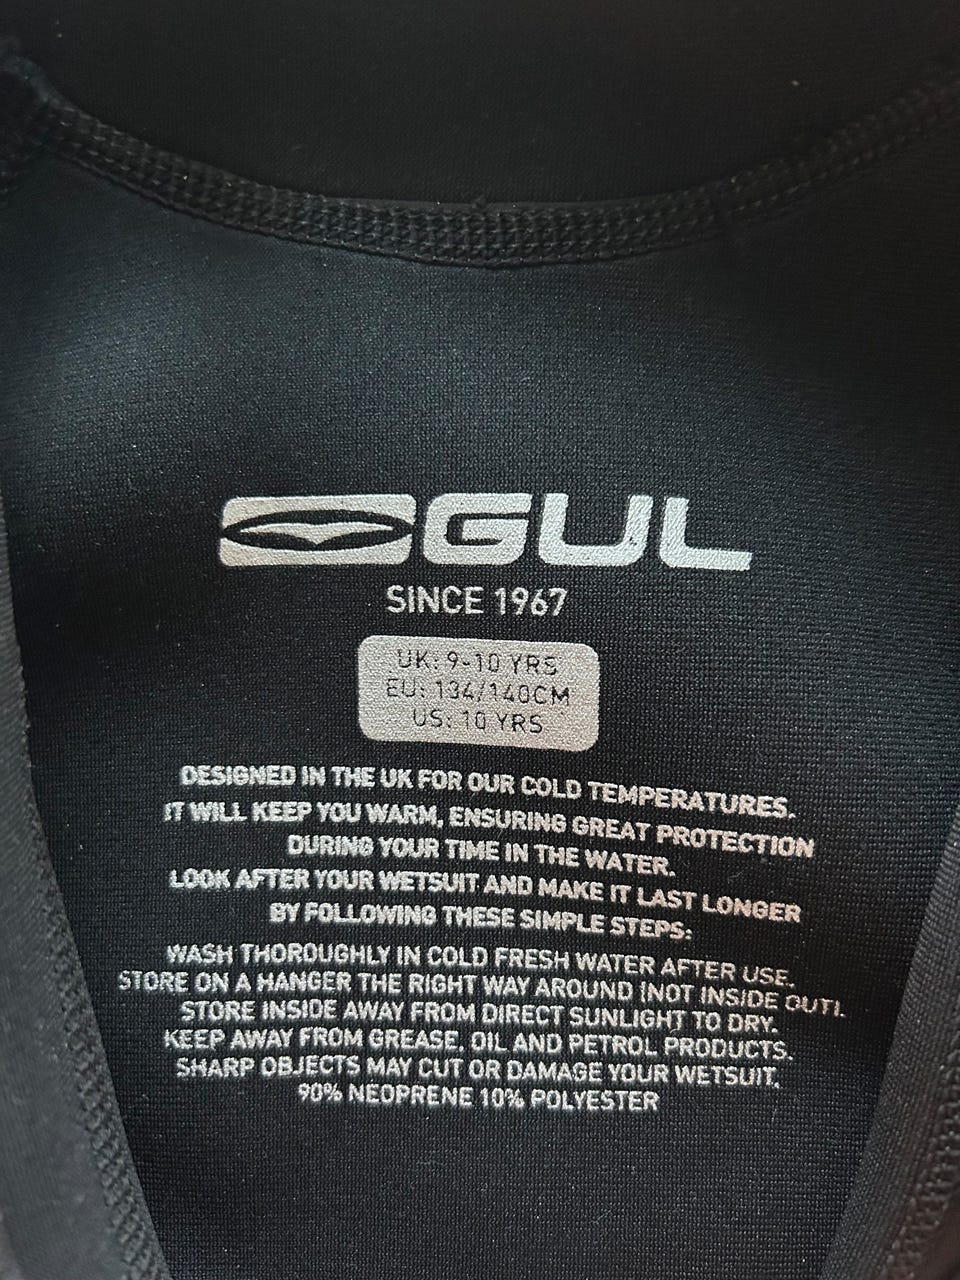 GUL
SINCE 1967
UK: 9-10 YRS
EU: 134/140CM
US: 10 YRS
DESIGNED IN THE UK FOR OUR COLD TEMPERATURES.
IT WILL KEEP YOU WARM, ENSURING GREAT PROTECTION
DURING YOUR TIME IN THE WATER.
LOOK AFTER YOUR WETSUIT AND MAKE IT LAST LONGER
BY FOLLOWING THESE SIMPLE STEPS:
WASH THOROUGHLY IN COLD FRESH WATER AFTER USE.
STORE ON A HANGER THE RIGHT WAY AROUND (NOT INSIDE OUT).
STORE INSIDE AWAY FROM DIRECT SUNLIGHT TO DRY.
KEEP AWAY FROM GREASE, OIL AND PETROL PRODUCTS.
SHARP OBJECTS MAY CUT OR DAMAGE YOUR WETSUIT.
90% NEOPRENE 10% POLYESTER